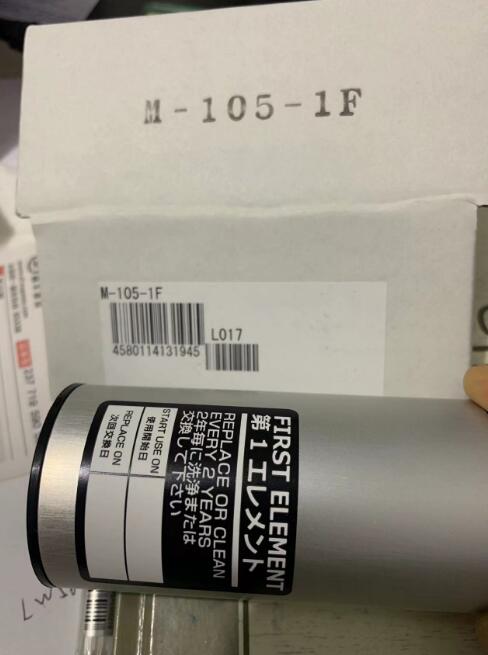 M-105-1F
M-105-1F
4580114131945
L017
FIRST ELEMENT
第1エレメント
REPLACE OR CLEAN
EVERY 2 YEARS
2年毎に洗浄または
交換して下さい
START USE ON
使用開始日
REPLACE ON
次回交換日